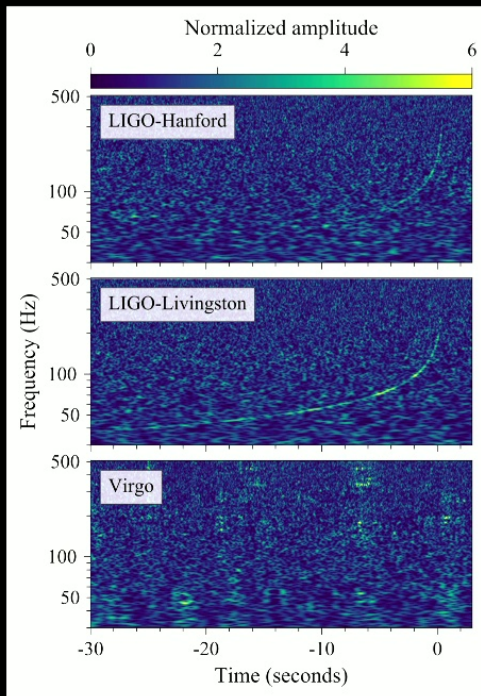 Normalized amplitude
0 2 4 6
500
LIGO-Hanford
100
50
500
LIGO-Livingston
100
50
Frequency (Hz)
500
Virgo
100
50
-30 -20 -10 0
Time (seconds)